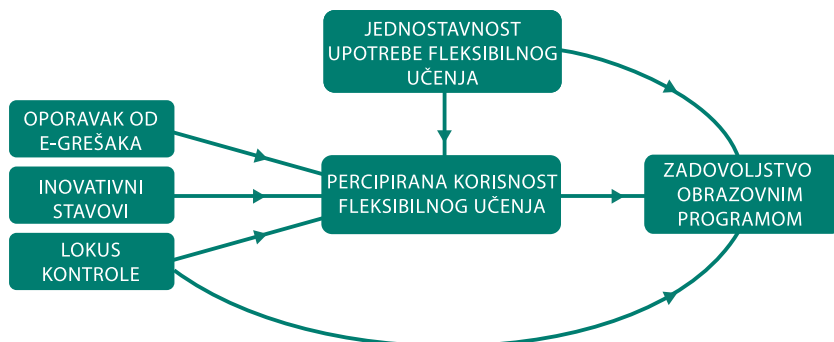 JEDNOSTAVNOST
UPOTREBE FLEKSIBILNOG
UČENJA
OPORAVAK OD
E-GREŠAKA
INOVATIVNI
STAVOVI
LOKUS
KONTROLE
PERCIPIRANA KORISNOST
FLEKSIBILNOG UČENJA
ZADOVOLJSTVO
OBRAZOVNIM
PROGRAMOM